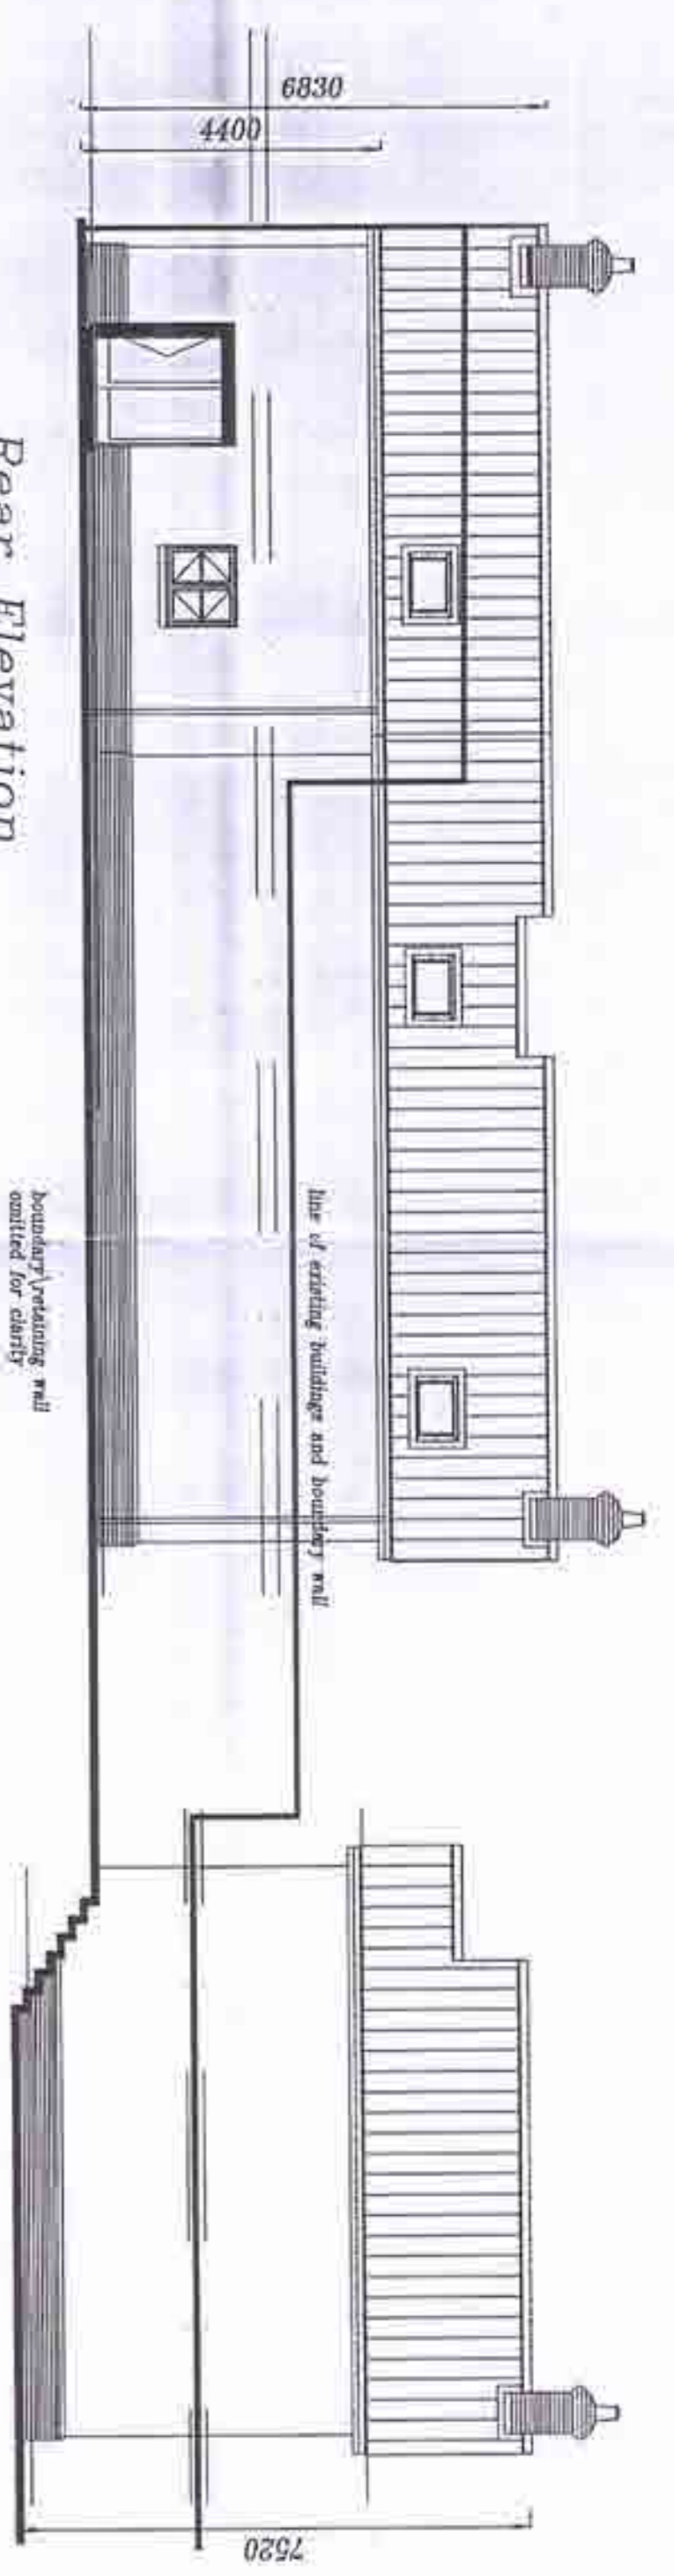 6830
4400
line of existing buildings and boundary wall
7520
boundary\retaining wall
omitted for clarity
Rear Elevation